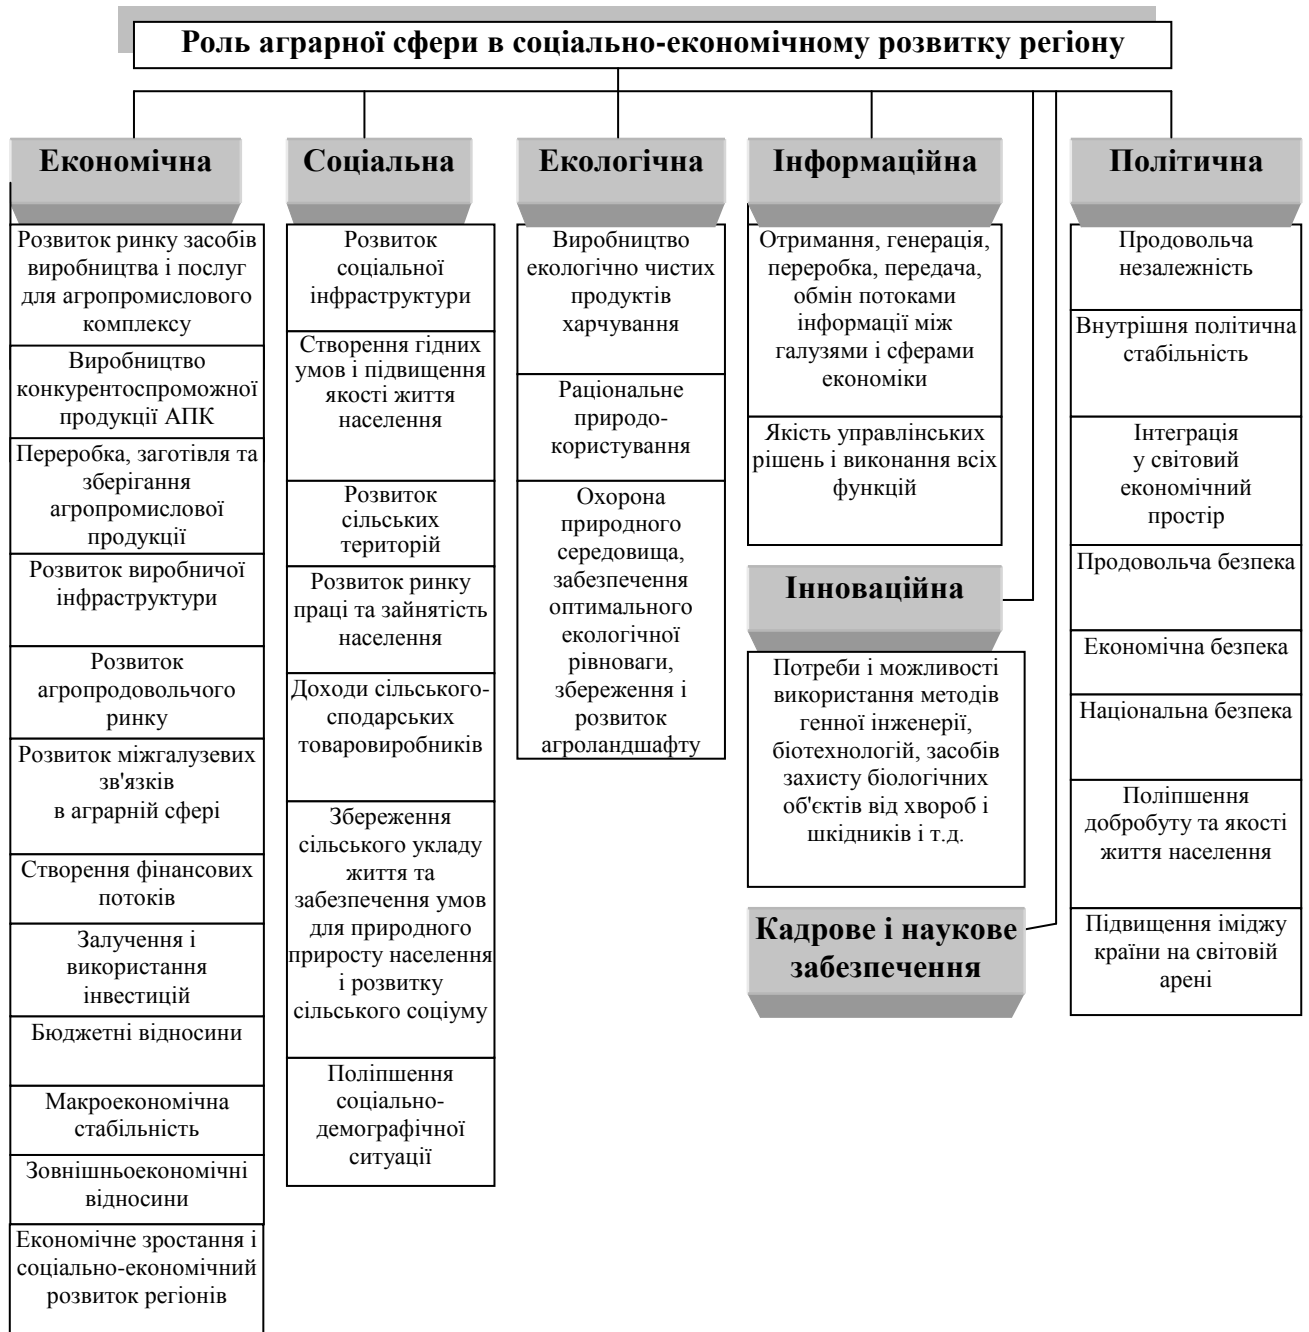 Роль аграрної сфери в соціально-економічному розвитку регіону
Економічна
Розвиток ринку засобів
виробництва і послуг
для агропромислового
комплексу
Виробництво
конкурентоспроможної
продукції АПК
Переробка, заготівля та
зберігання
агропромислової
продукції
Розвиток виробничої
інфраструктури
Розвиток
агропродовольчого
ринку
Розвиток міжгалузевих
зв'язків
в аграрній сфері
Створення фінансових
потоків
Залучення і
використання
інвестицій
Бюджетні відносини
Макроекономічна
стабільність
Зовнішньоекономічні
відносини
Економічне зростання і
соціально-економічний
розвиток регіонів
Соціальна
Розвиток
соціальної
інфраструктури
Створення гідних
умов і підвищення
якості життя
населення
Розвиток
сільських
територій
Розвиток ринку
праці та зайнятість
населення
Доходи сільського-
сподарських
товаровиробників
Збереження
сільського укладу
життя та
забезпечення умов
для природного
приросту населення
і розвитку
сільського соціуму
Поліпшення
соціально-
демографічної
ситуації
Екологічна
Виробництво
екологічно чистих
продуктів
харчування
Раціональне
природо-
користування
Охорона
природного
середовища,
забезпечення
оптимального
екологічної
рівноваги,
збереження і
розвиток
агроландшафту
Інформаційна
Отримання, генерація,
переробка, передача,
обмін потоками
інформації між
галузями і сферами
економіки
Якість управлінських
рішень і виконання всіх
функцій
Інноваційна
Потреби і можливості
використання методів
генної інженерії,
біотехнологій, засобів
захисту біологічних
об'єктів від хвороб і
шкідників і т.д.
Кадрове і наукове
забезпечення
Політична
Продовольча
незалежність
Внутрішня політична
стабільність
Інтеграція
у світовий
економічний
простір
Продовольча безпека
Економічна безпека
Національна безпека
Поліпшення
добробуту та якості
життя населення
Підвищення іміджу
країни на світовій
арені